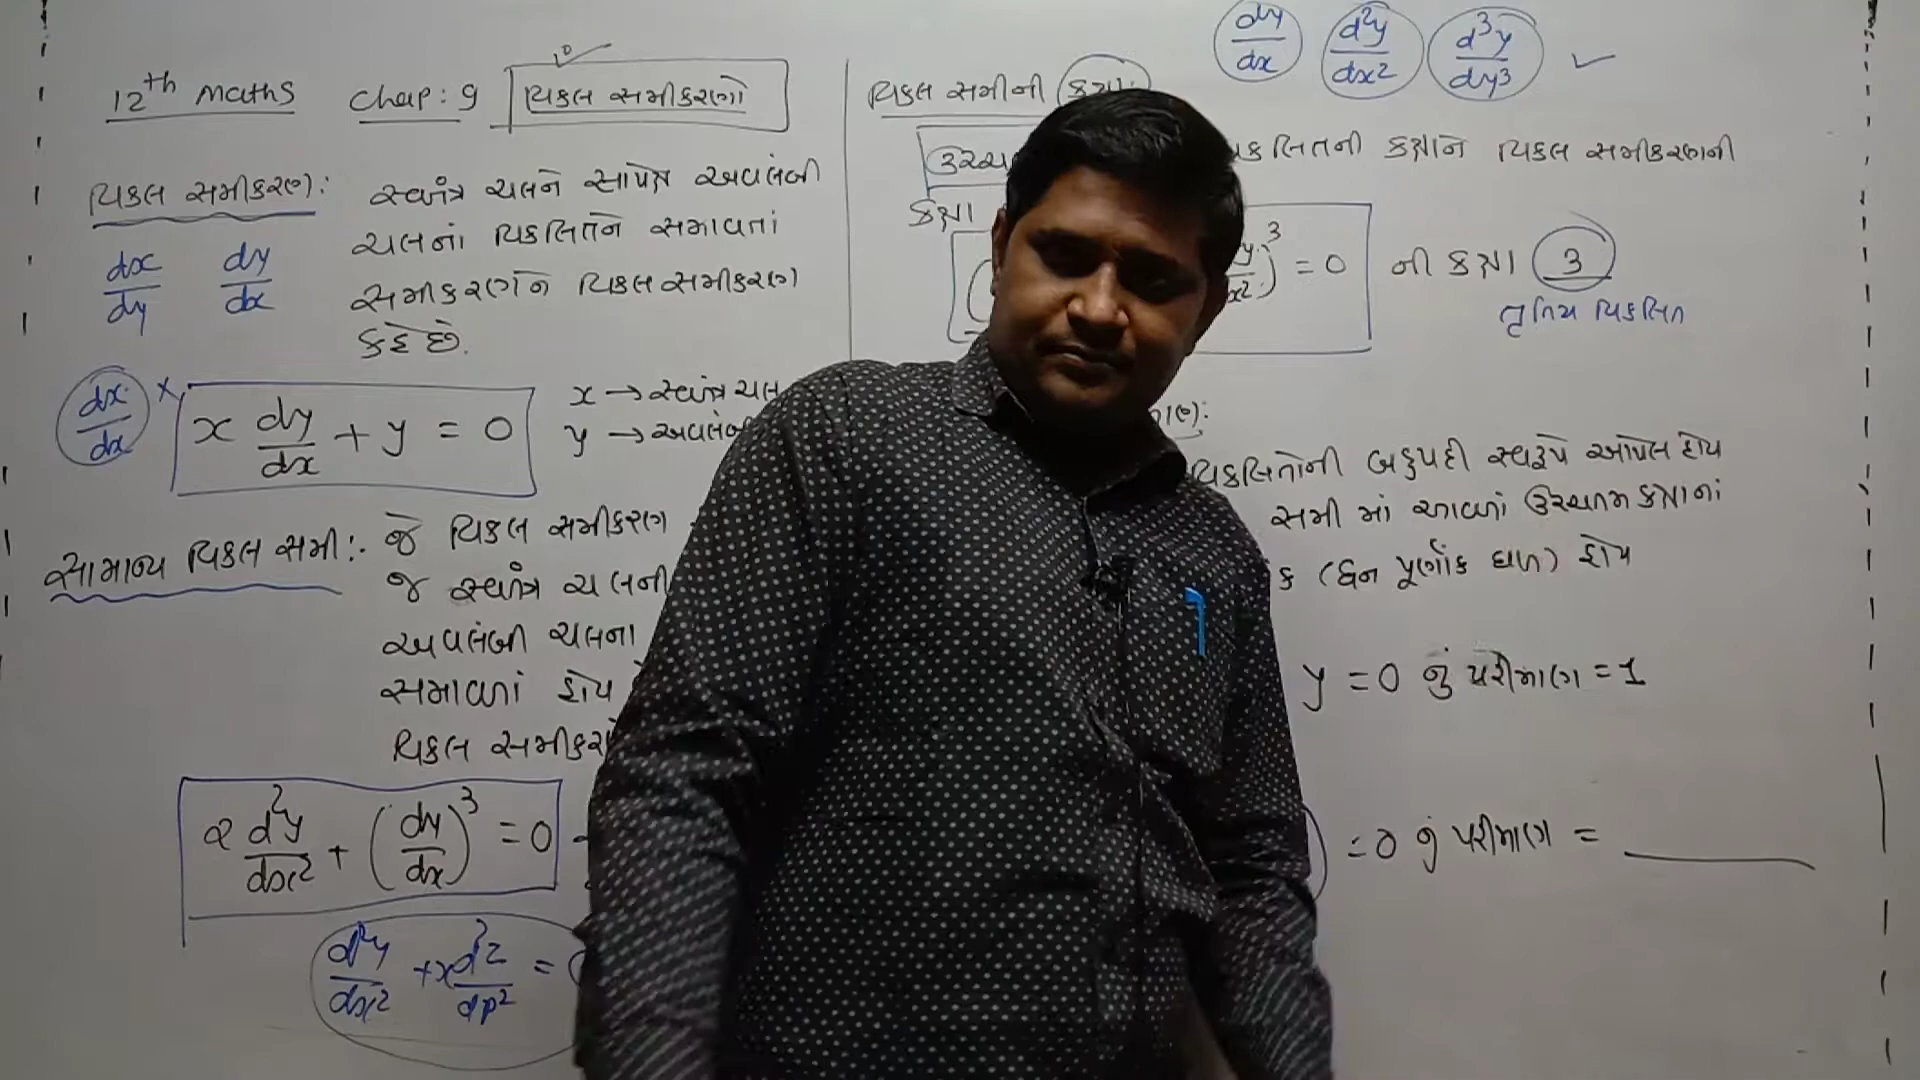 12th maths chap: 9 વિકલ સમીકરણો
વિકલ સમીકરણ: સ્વતંત્ર ચલને સાપેક્ષ અવલંબી
ચલનાં વિકલિતને સમાવતાં
સમીકરણને વિકલ સમીકરણ
કહે છે.
dx/dy dy/dx
dx/dx × x dy/dx + y = 0
x → સ્વતંત્ર ચલ
y → અવલંબી
સામાન્ય વિકલ સમી:. જે વિકલ સમીકરણ
જ સ્વતંત્ર ચલની
અવલંબી ચલના
સમાવતાં હોય
વિકલ સમીકરણ
2 d²y/dx² + (dy/dx)³ = 0
d²y/dx² + x d²z/dp² =
dy/dx d²y/dx² d³y/dy³
વિકલ સમીની કક્ષા:
ઉચ્ચ વિકલિતની કક્ષાને વિકલ સમીકરણની
કક્ષા
)³ = 0 ની કક્ષા 3
તૃતિય વિકલિત
વિકલિતોની બહુપદી સ્વરૂપે આપેલ હોય
સમી માં આવતાં ઉચ્ચતમ કક્ષાનાં
ક (ધન પૂર્ણાંક ઘાત) હોય
y = 0 નું પરીમાણ = 1
= 0 નું પરીમાણ = ______